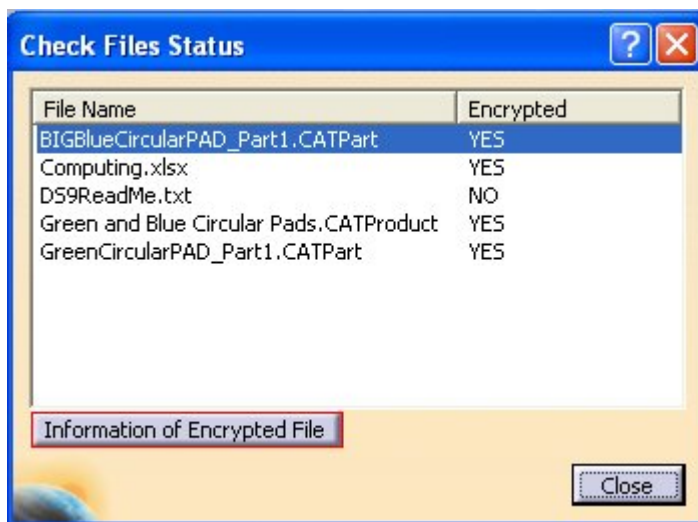 Check Files Status
?
File Name Encrypted
BIGBlueCircularPAD_Part1.CATPart YES
Computing.xlsx YES
DS9ReadMe.txt NO
Green and Blue Circular Pads.CATProduct YES
GreenCircularPAD_Part1.CATPart YES
Information of Encrypted File
Close